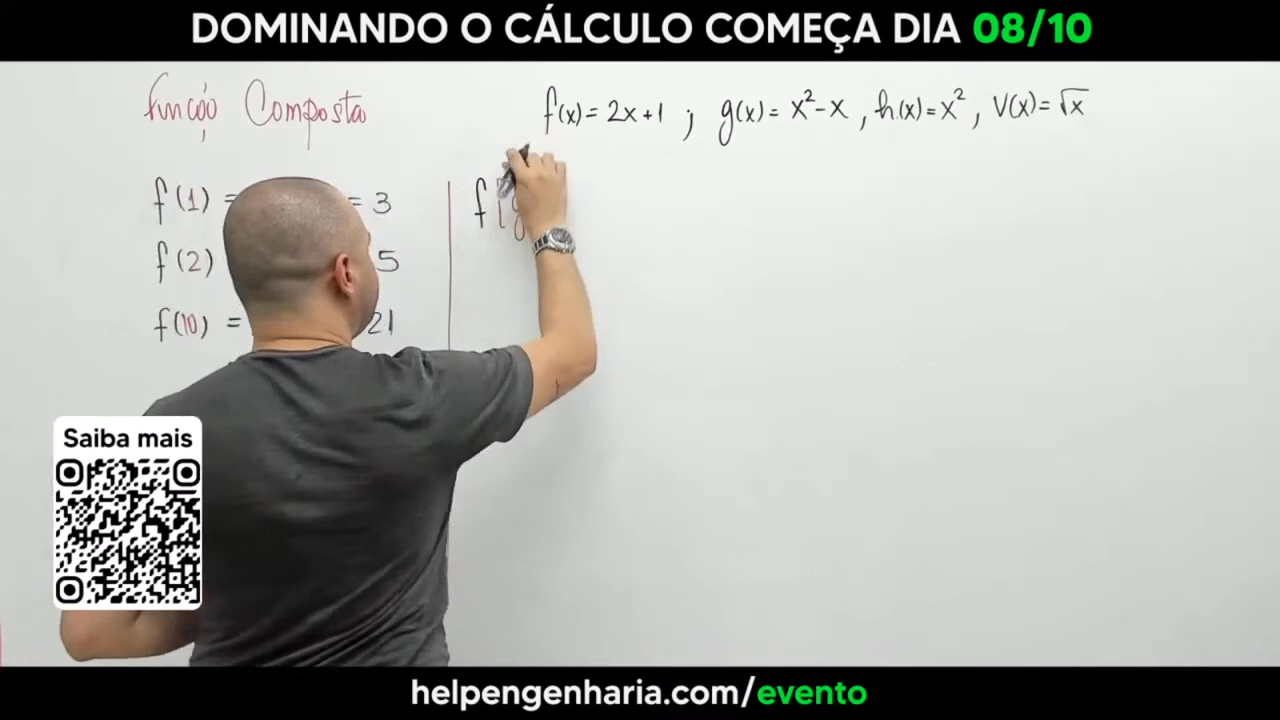 DOMINANDO O CÁLCULO COMEÇA DIA 08/10
Função Composta
f(x) = 2x+1 ; g(x) = x²-x , h(x) = x² , v(x) = √x
f(1) = = 3
f(2) 5
f(10) = 21
f[g
Saiba mais
helpengenharia.com/evento